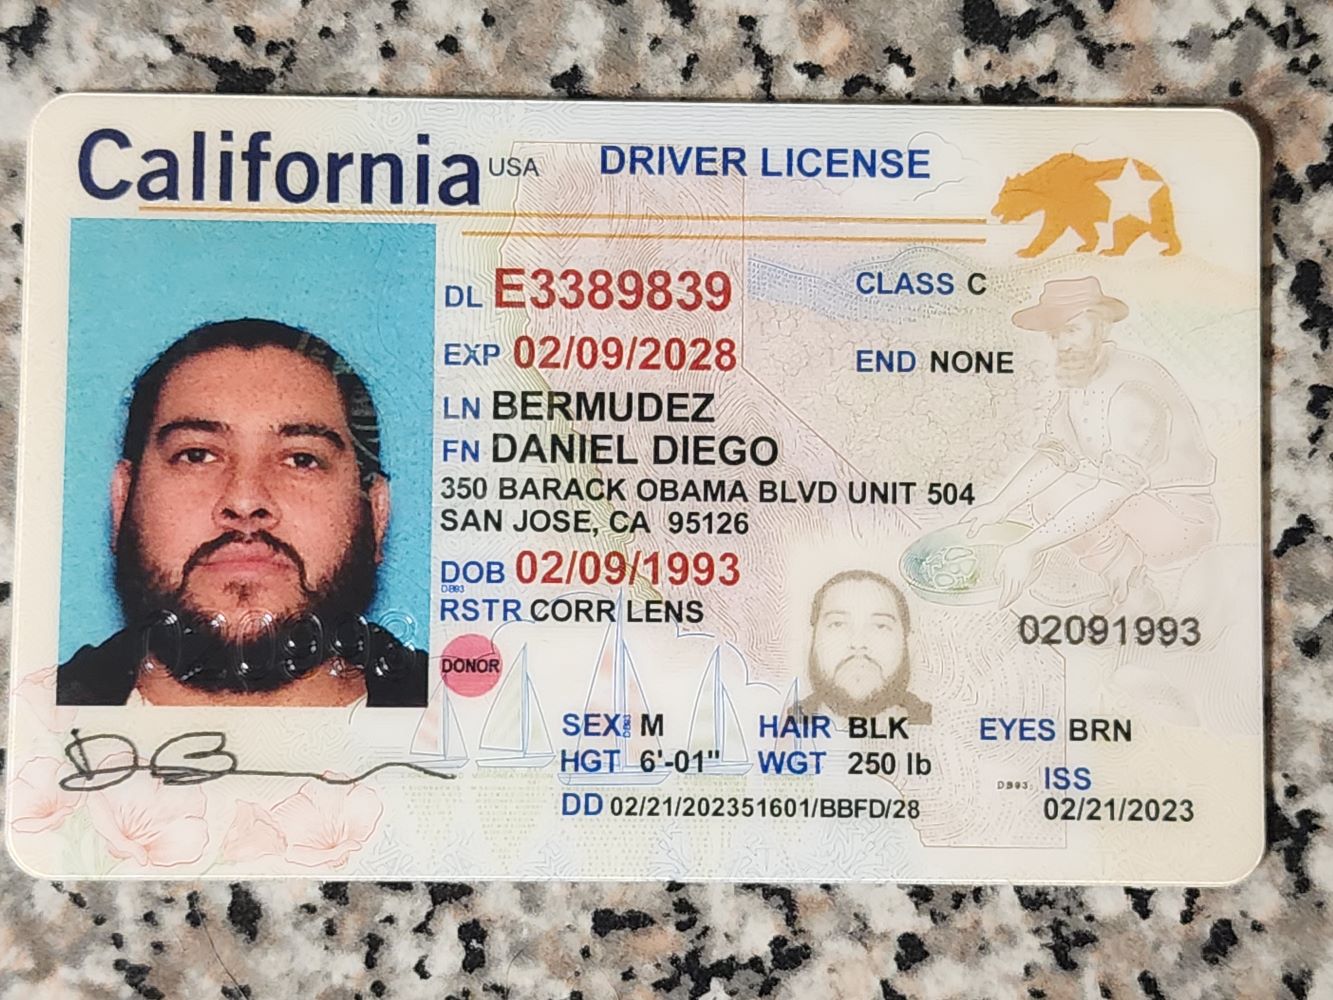 California USA DRIVER LICENSE
DL E3389839 CLASS C
EXP 02/09/2028 END NONE
LN BERMUDEZ
FN DANIEL DIEGO
350 BARACK OBAMA BLVD UNIT 504
SAN JOSE, CA 95126
DOB 02/09/1993
RSTR CORR LENS 02091993
DONOR
SEX M HAIR BLK EYES BRN
HGT 6'-01" WGT 250 lb ISS
DD 02/21/202351601/BBFD/28 02/21/2023